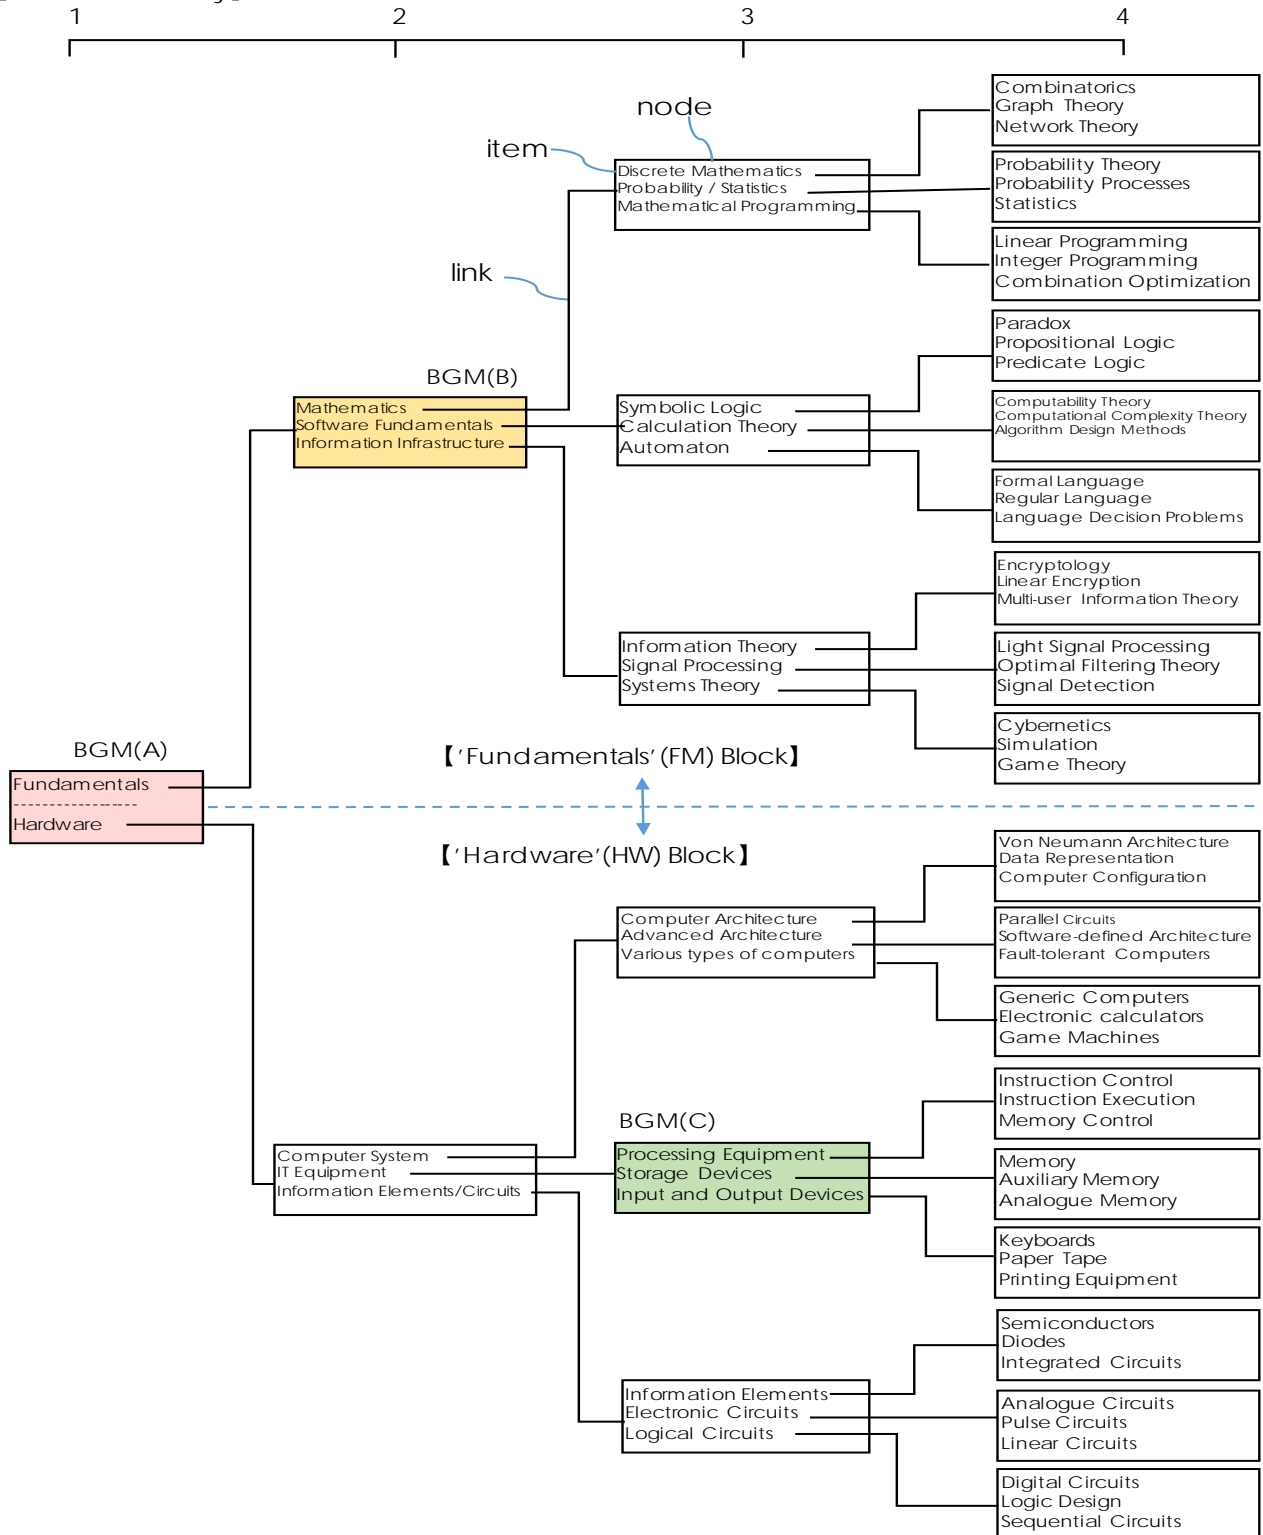 1 2 3 4
node
item
link
Combinatorics
Graph Theory
Network Theory
Discrete Mathematics
Probability / Statistics
Mathematical Programming
Probability Theory
Probability Processes
Statistics
Linear Programming
Integer Programming
Combination Optimization
BGM(B)
Mathematics
Software Fundamentals
Information Infrastructure
Symbolic Logic
Calculation Theory
Automaton
Paradox
Propositional Logic
Predicate Logic
Computability Theory
Computational Complexity Theory
Algorithm Design Methods
Formal Language
Regular Language
Language Decision Problems
Information Theory
Signal Processing
Systems Theory
Encryptology
Linear Encryption
Multi-user Information Theory
Light Signal Processing
Optimal Filtering Theory
Signal Detection
Cybernetics
Simulation
Game Theory
BGM(A)
Fundamentals
----------------
Hardware
【'Fundamentals'(FM) Block】
【'Hardware'(HW) Block】
Computer Architecture
Advanced Architecture
Various types of computers
Von Neumann Architecture
Data Representation
Computer Configuration
Parallel Circuits
Software-defined Architecture
Fault-tolerant Computers
Generic Computers
Electronic calculators
Game Machines
Computer System
IT Equipment
Information Elements/Circuits
BGM(C)
Processing Equipment
Storage Devices
Input and Output Devices
Instruction Control
Instruction Execution
Memory Control
Memory
Auxiliary Memory
Analogue Memory
Keyboards
Paper Tape
Printing Equipment
Information Elements
Electronic Circuits
Logical Circuits
Semiconductors
Diodes
Integrated Circuits
Analogue Circuits
Pulse Circuits
Linear Circuits
Digital Circuits
Logic Design
Sequential Circuits